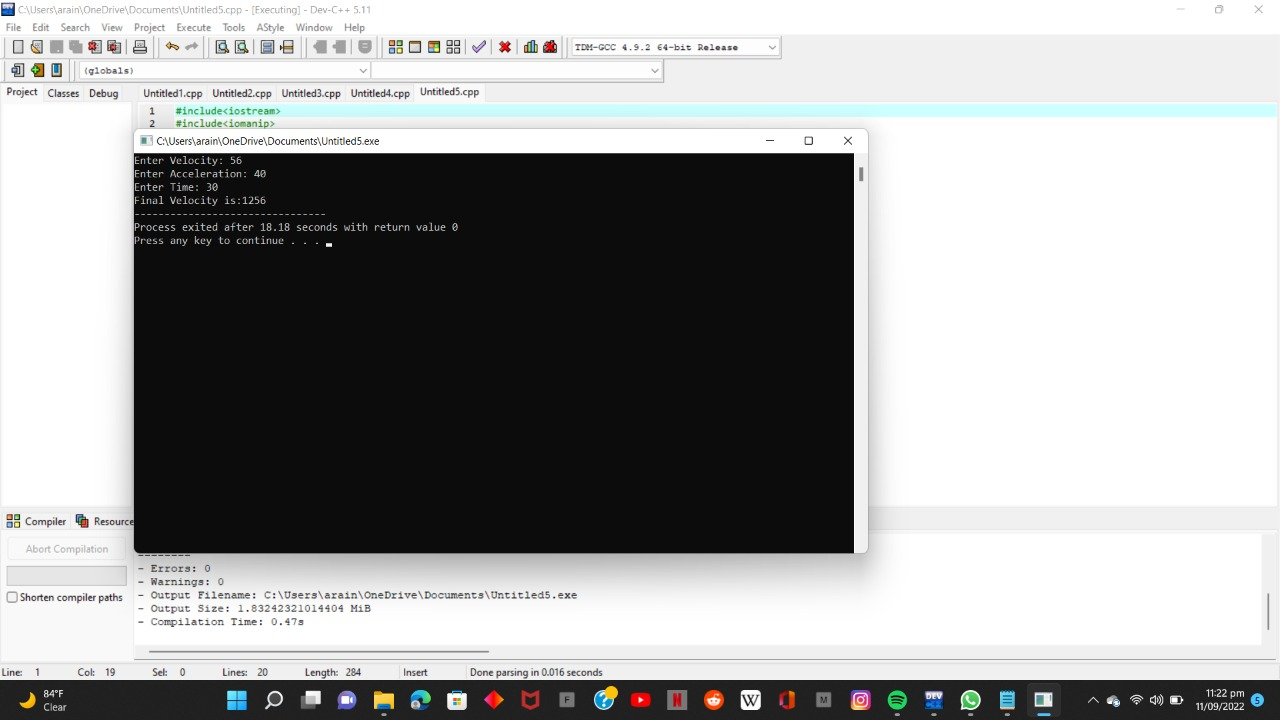 C:\Users\arain\OneDrive\Documents\Untitled5.cpp - [Executing] - Dev-C++ 5.11
File Edit Search View Project Execute Tools AStyle Window Help
TDM-GCC 4.9.2 64-bit Release
(globals)
Project Classes Debug Untitled1.cpp Untitled2.cpp Untitled3.cpp Untitled4.cpp Untitled5.cpp
1 #include<iostream>
2 #include<iomanip>
C:\Users\arain\OneDrive\Documents\Untitled5.exe
Enter Velocity: 56
Enter Acceleration: 40
Enter Time: 30
Final Velocity is:1256
--------------------------------
Process exited after 18.18 seconds with return value 0
Press any key to continue . . .
Compiler Resource
Abort Compilation
Shorten compiler paths
--------
- Errors: 0
- Warnings: 0
- Output Filename: C:\Users\arain\OneDrive\Documents\Untitled5.exe
- Output Size: 1.83242321014404 MiB
- Compilation Time: 0.47s
Line: 1 Col: 19 Sel: 0 Lines: 20 Length: 284 Insert Done parsing in 0.016 seconds
84°F
Clear
F
W
M
DEV
11:22 pm
11/09/2022
5